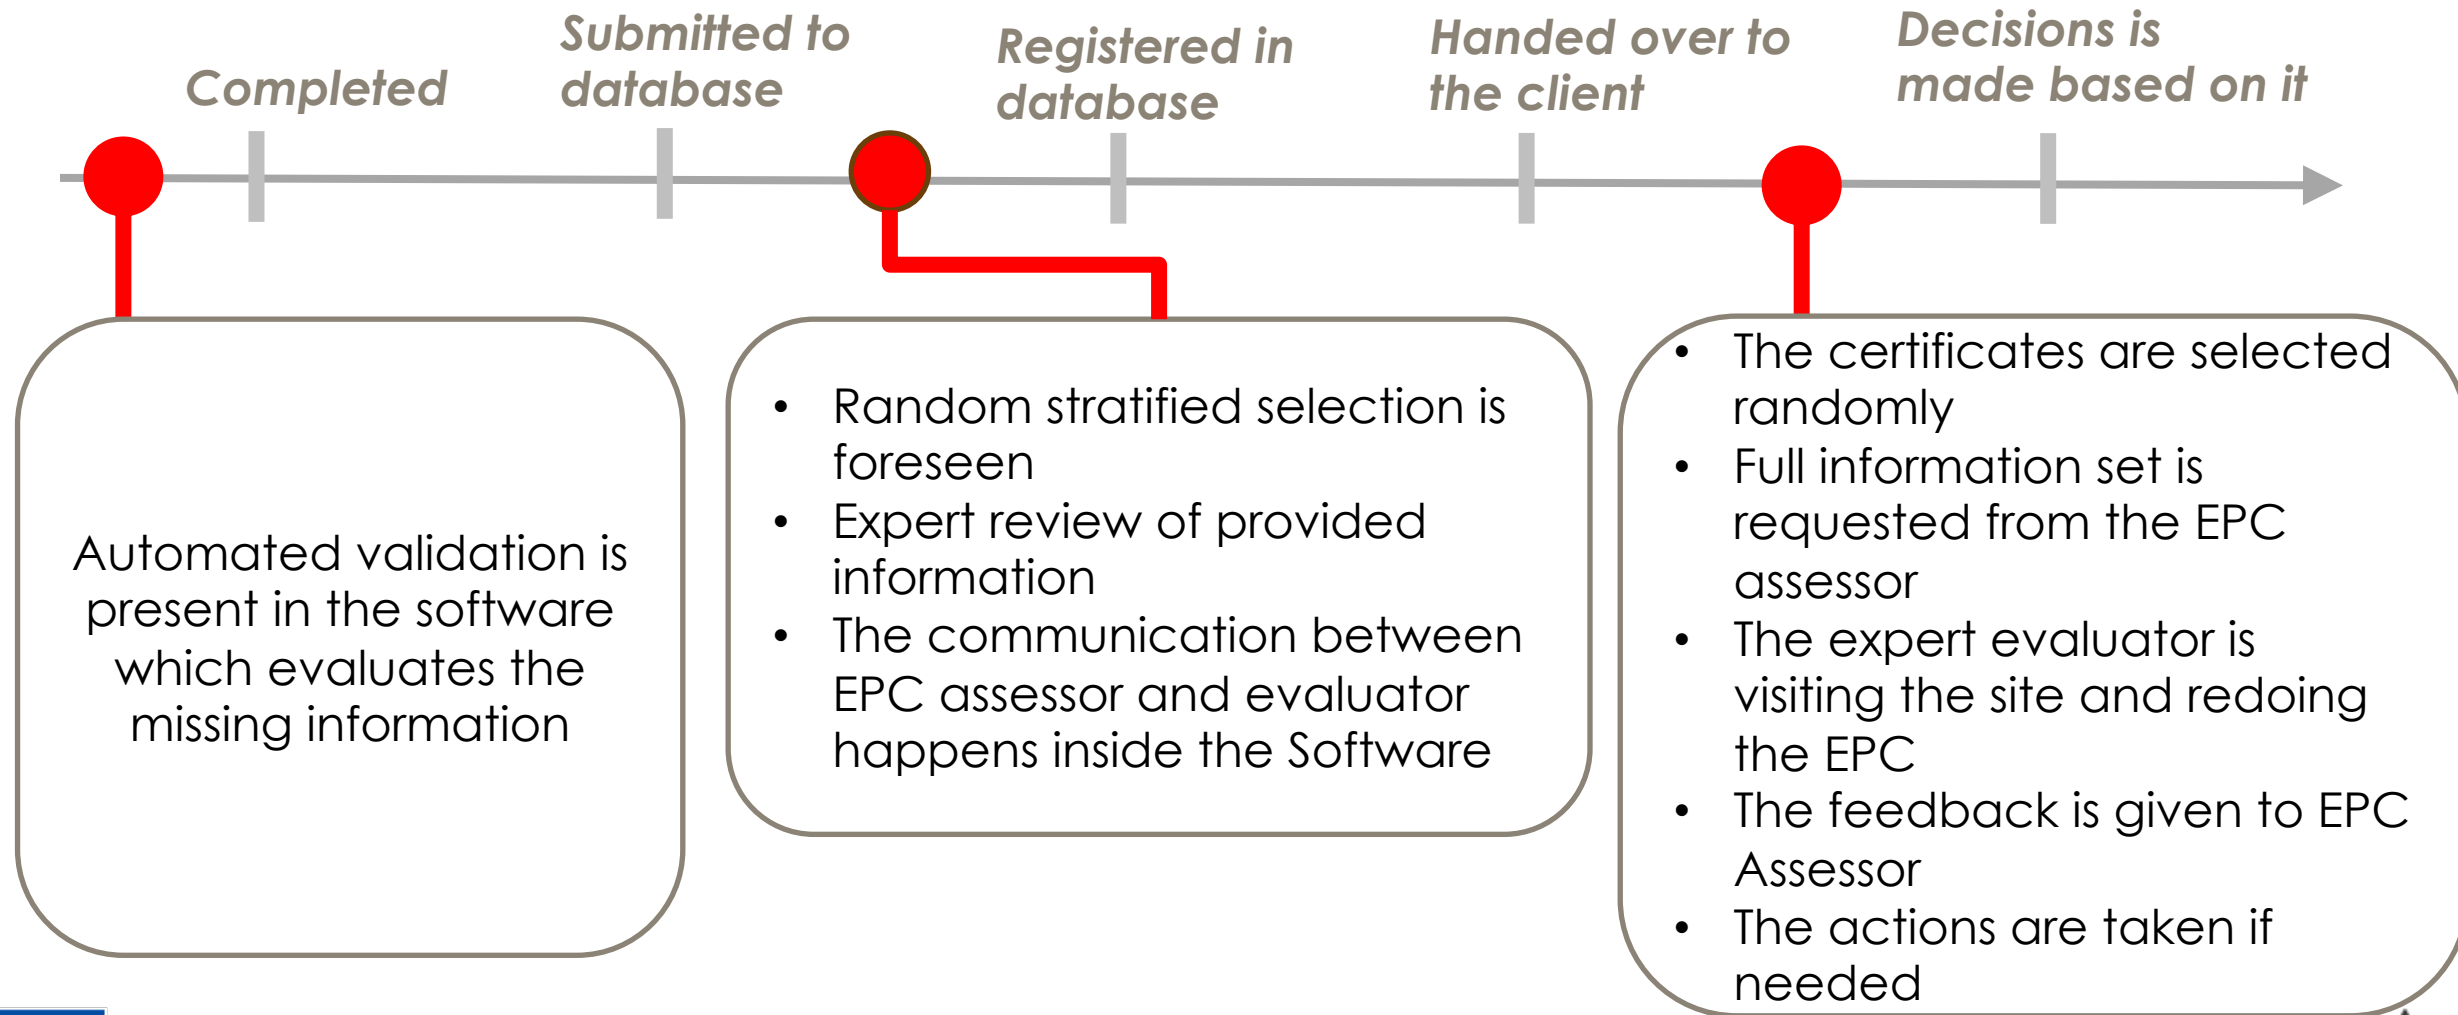 Completed
Submitted to
database
Registered in
database
Handed over to
the client
Decisions is
made based on it
Automated validation is
present in the software
which evaluates the
missing information
• Random stratified selection is
foreseen
• Expert review of provided
information
• The communication between
EPC assessor and evaluator
happens inside the Software
• The certificates are selected
randomly
• Full information set is
requested from the EPC
assessor
• The expert evaluator is
visiting the site and redoing
the EPC
• The feedback is given to EPC
Assessor
• The actions are taken if
needed